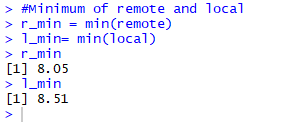 > #Minimum of remote and local
> r_min = min(remote)
> l_min= min(local)
> r_min
[1] 8.05
> l_min
[1] 8.51
>